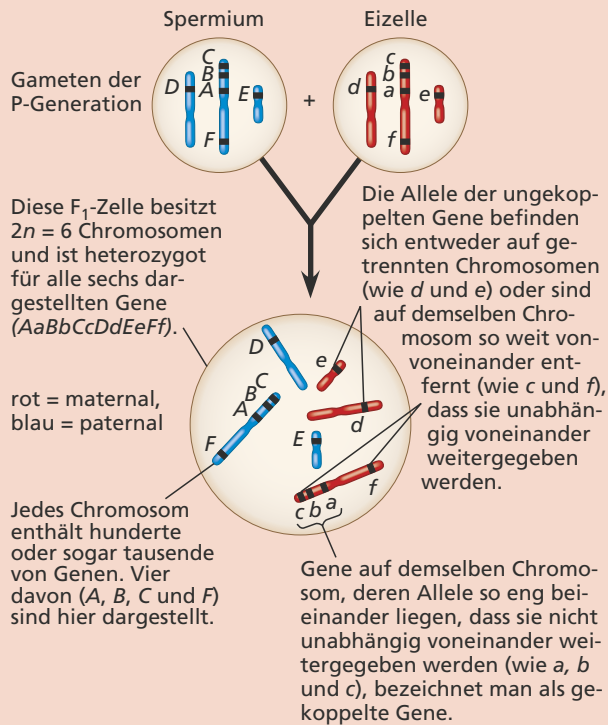 Spermium
Eizelle
Gameten der
P-Generation
D
C
B
A
F
E
+
d
c
b
a
f
e
Diese F₁-Zelle besitzt
2n = 6 Chromosomen
und ist heterozygot
für alle sechs dar-
gestellten Gene
(AaBbCcDdEeFf).
rot = maternal,
blau = paternal
Jedes Chromosom
enthält hunderte
oder sogar tausende
von Genen. Vier
davon (A, B, C und F)
sind hier dargestellt.
D
e
C
B
A
F
d
E
f
a
b
c
Die Allele der ungekop-
pelten Gene befinden
sich entweder auf ge-
trennten Chromosomen
(wie d und e) oder sind
auf demselben Chro-
mosom so weit von-
voneinander ent-
fernt (wie c und f),
dass sie unabhän-
gig voneinander
weitergegeben
werden.
Gene auf demselben Chromo-
som, deren Allele so eng bei-
einander liegen, dass sie nicht
unabhängig voneinander wei-
tergegeben werden (wie a, b
und c), bezeichnet man als ge-
koppelte Gene.